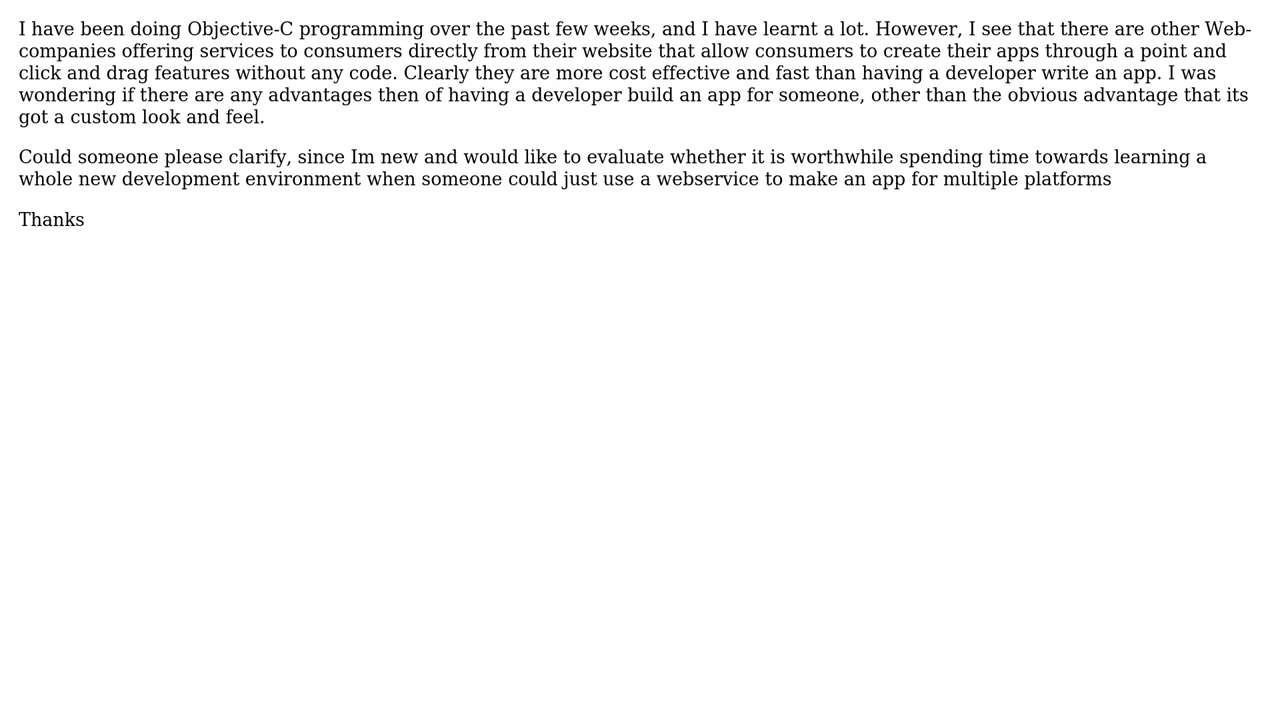 I have been doing Objective-C programming over the past few weeks, and I have learnt a lot. However, I see that there are other Web-
companies offering services to consumers directly from their website that allow consumers to create their apps through a point and
click and drag features without any code. Clearly they are more cost effective and fast than having a developer write an app. I was
wondering if there are any advantages then of having a developer build an app for someone, other than the obvious advantage that its
got a custom look and feel.
Could someone please clarify, since Im new and would like to evaluate whether it is worthwhile spending time towards learning a
whole new development environment when someone could just use a webservice to make an app for multiple platforms
Thanks